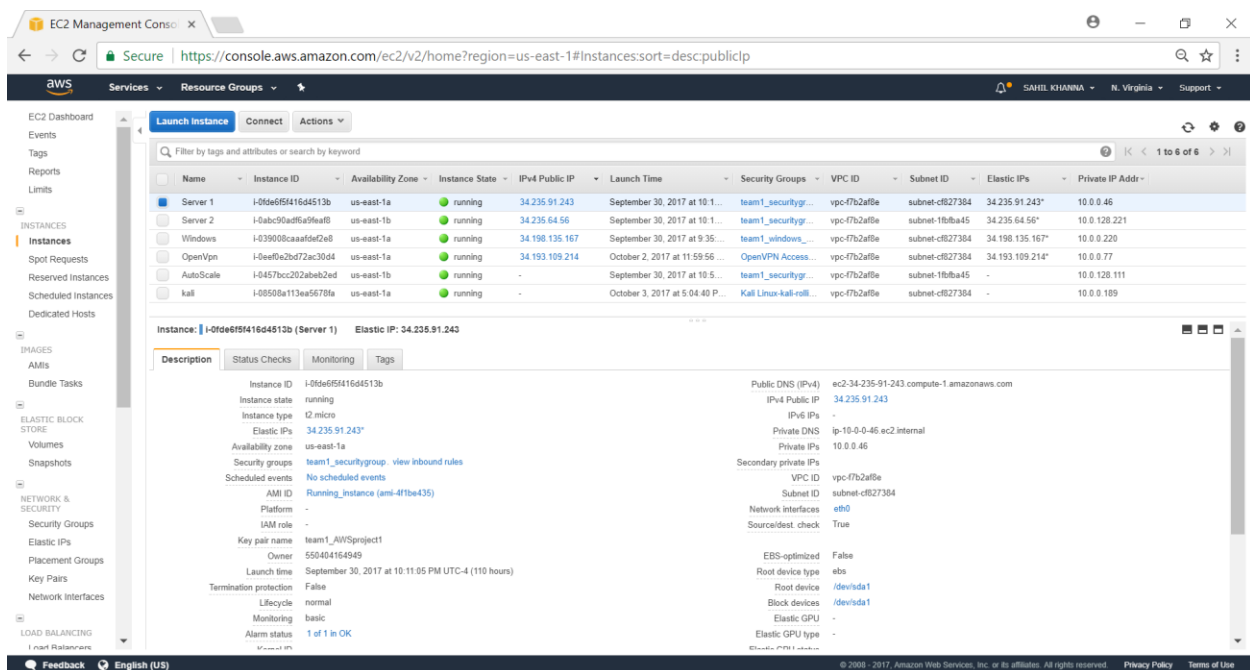 EC2 Management Conso
Secure | https://console.aws.amazon.com/ec2/v2/home?region=us-east-1#Instances:sort=desc:publicIp
aws Services Resource Groups SAHIL KHANNA N. Virginia Support
EC2 Dashboard
Events
Tags
Reports
Limits
INSTANCES
Instances
Spot Requests
Reserved Instances
Scheduled Instances
Dedicated Hosts
IMAGES
AMIs
Bundle Tasks
ELASTIC BLOCK
STORE
Volumes
Snapshots
NETWORK &
SECURITY
Security Groups
Elastic IPs
Placement Groups
Key Pairs
Network Interfaces
LOAD BALANCING
Load Balancers
Launch Instance Connect Actions
Filter by tags and attributes or search by keyword 1 to 6 of 6
Name Instance ID Availability Zone Instance State IPv4 Public IP Launch Time Security Groups VPC ID Subnet ID Elastic IPs Private IP Addr
Server 1 i-0fde6f5f416d4513b us-east-1a running 34.235.91.243 September 30, 2017 at 10:1... team1_securitygr... vpc-f7b2af8e subnet-cf827384 34.235.91.243* 10.0.0.46
Server 2 i-0abc90adf6a9feaf8 us-east-1b running 34.235.64.56 September 30, 2017 at 10:1... team1_securitygr... vpc-f7b2af8e subnet-1fbfba45 34.235.64.56* 10.0.128.221
Windows i-039008caaafdef2e8 us-east-1a running 34.198.135.167 September 30, 2017 at 9:35:... team1_windows_... vpc-f7b2af8e subnet-cf827384 34.198.135.167* 10.0.0.220
OpenVpn i-0eef0e2bd72ac30d4 us-east-1a running 34.193.109.214 October 2, 2017 at 11:59:56 ... OpenVPN Access... vpc-f7b2af8e subnet-cf827384 34.193.109.214* 10.0.0.77
AutoScale i-0457bcc202abeb2ed us-east-1b running - September 30, 2017 at 10:5... team1_securitygr... vpc-f7b2af8e subnet-1fbfba45 - 10.0.128.111
kali i-08508a113ea5678fa us-east-1a running - October 3, 2017 at 5:04:40 P... Kali Linux-kali-rolli... vpc-f7b2af8e subnet-cf827384 - 10.0.0.189
Instance: i-0fde6f5f416d4513b (Server 1) Elastic IP: 34.235.91.243
Description Status Checks Monitoring Tags
Instance ID i-0fde6f5f416d4513b Public DNS (IPv4) ec2-34-235-91-243.compute-1.amazonaws.com
Instance state running IPv4 Public IP 34.235.91.243
Instance type t2.micro IPv6 IPs -
Elastic IPs 34.235.91.243* Private DNS ip-10-0-0-46.ec2.internal
Availability zone us-east-1a Private IPs 10.0.0.46
Security groups team1_securitygroup . view inbound rules Secondary private IPs
Scheduled events No scheduled events VPC ID vpc-f7b2af8e
AMI ID Running_instance (ami-4f1be435) Subnet ID subnet-cf827384
Platform - Network interfaces eth0
IAM role - Source/dest. check True
Key pair name team1_AWSproject1
Owner 550404164949 EBS-optimized False
Launch time September 30, 2017 at 10:11:05 PM UTC-4 (110 hours) Root device type ebs
Termination protection False Root device /dev/sda1
Lifecycle normal Block devices /dev/sda1
Monitoring basic Elastic GPU -
Alarm status 1 of 1 in OK Elastic GPU type -
Kernel ID Elastic GPU status
Feedback English (US) © 2008 - 2017, Amazon Web Services, Inc. or its affiliates. All rights reserved. Privacy Policy Terms of Use